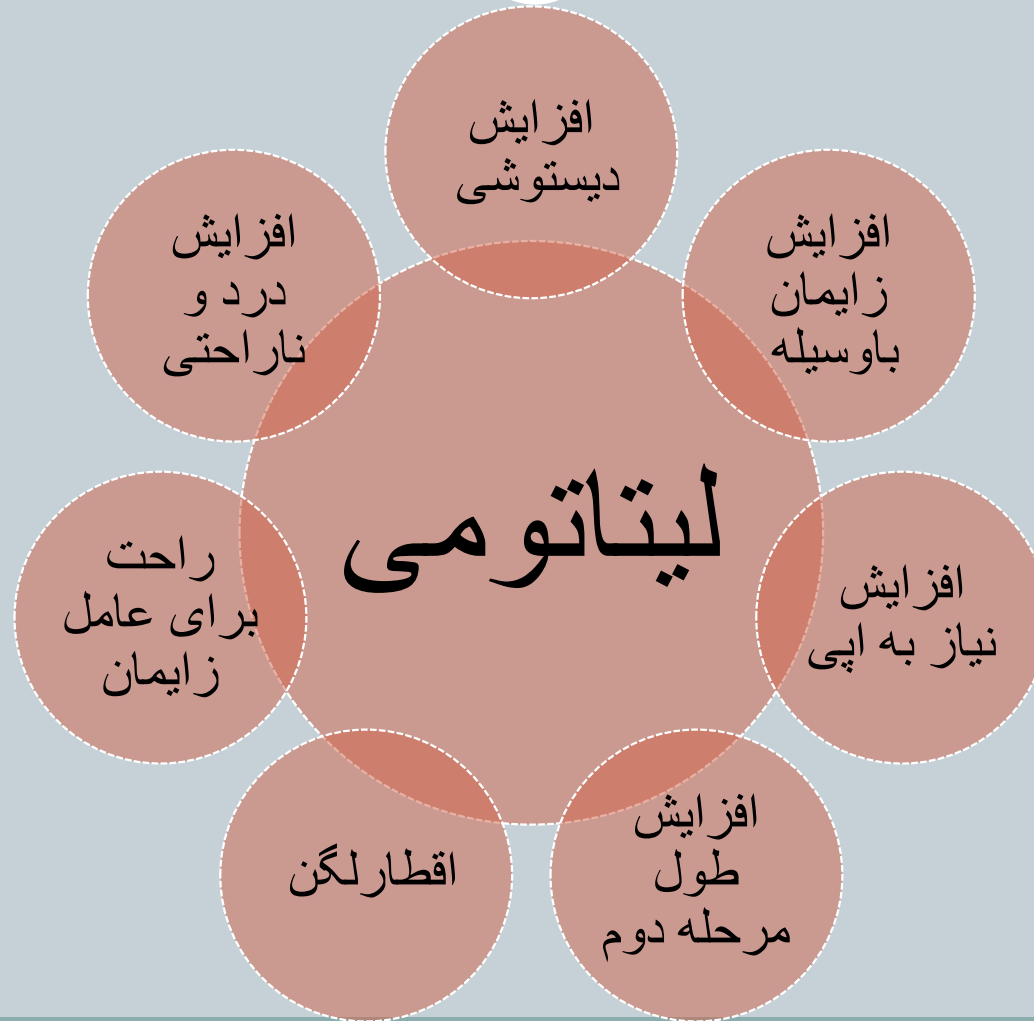 افزایش
دیستوشی
افزایش
زایمان
باوسیله
افزایش
نیاز به اپی
افزایش
طول
مرحله دوم
اقطارلگن
راحت
برای عامل
زایمان
افزایش
درد و
ناراحتی
لیتاتومی